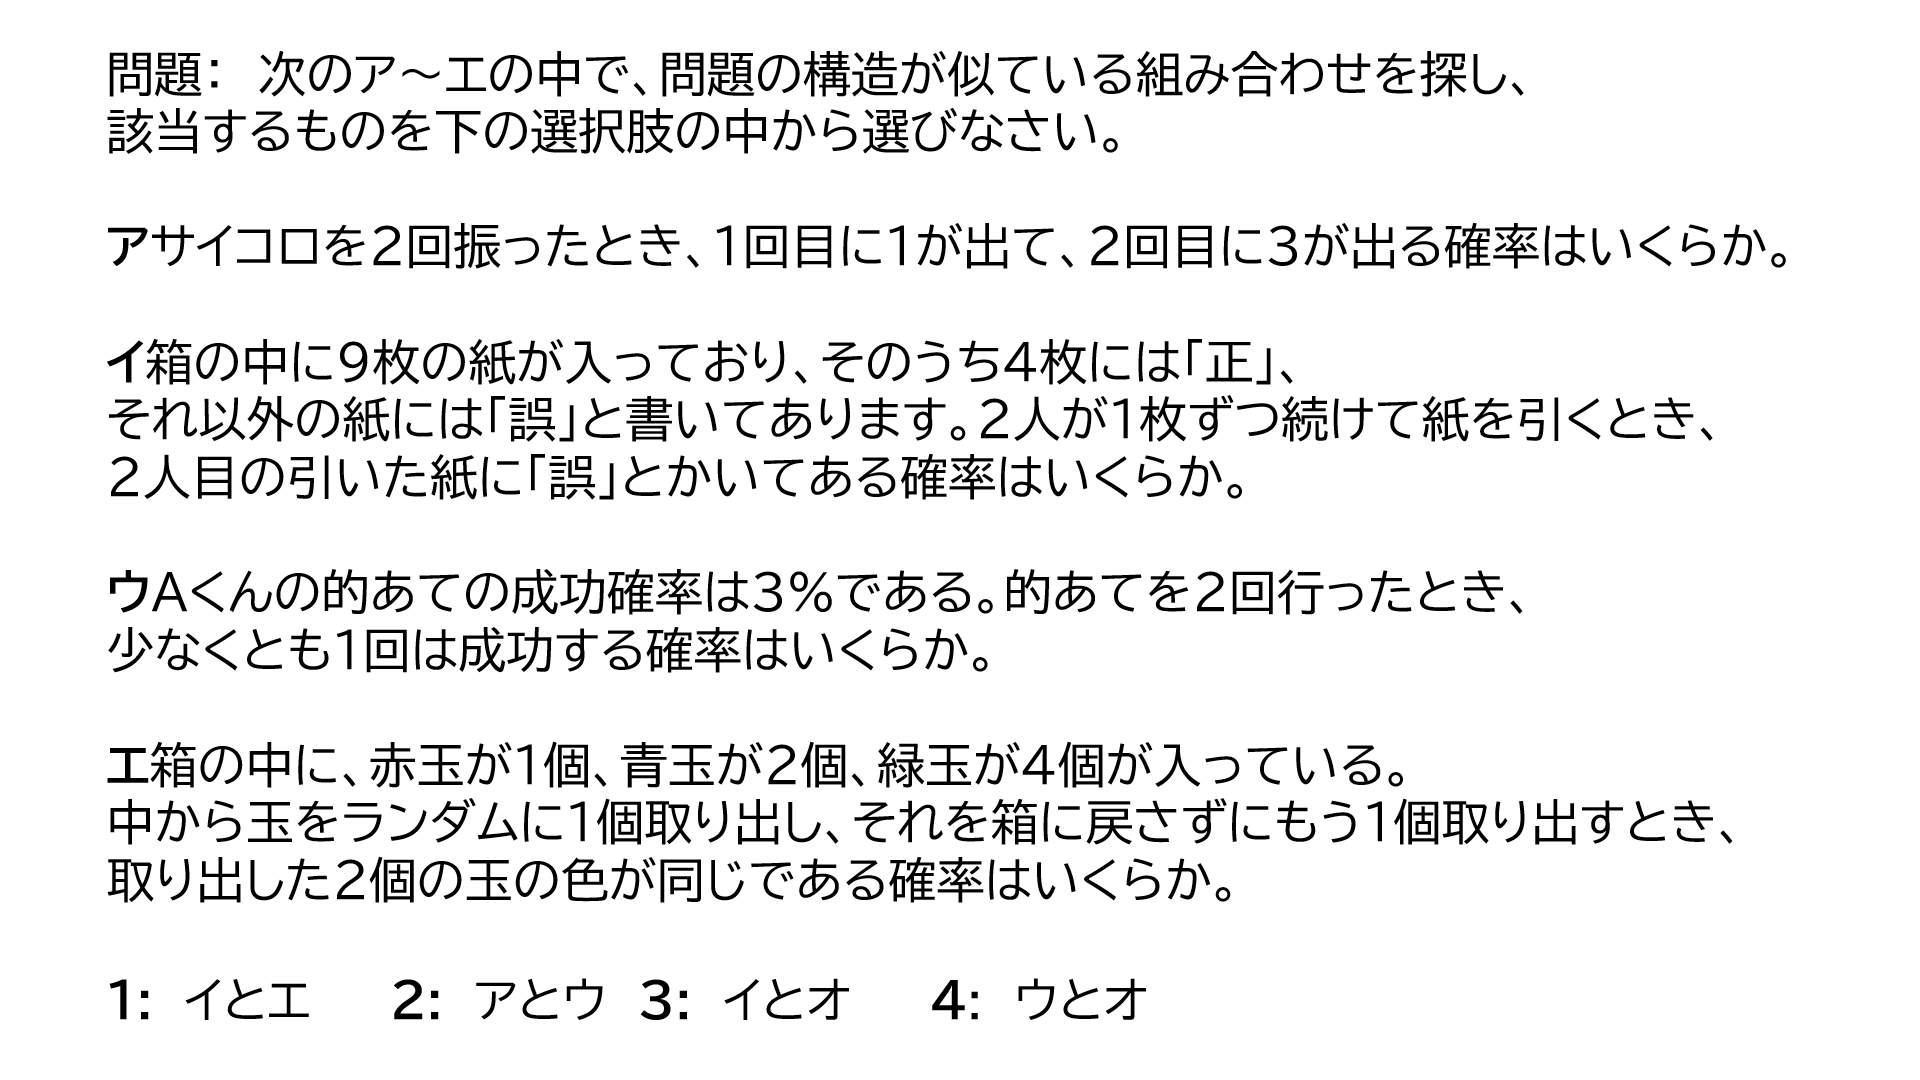 問題：　次のア～エの中で、問題の構造が似ている組み合わせを探し、
該当するものを下の選択肢の中から選びなさい。
アサイコロを2回振ったとき、1回目に1が出て、2回目に3が出る確率はいくらか。
イ箱の中に9枚の紙が入っており、そのうち4枚には「正」、
それ以外の紙には「誤」と書いてあります。2人が1枚ずつ続けて紙を引くとき、
2人目の引いた紙に「誤」とかいてある確率はいくらか。
ウAくんの的あての成功確率は3%である。的あてを2回行ったとき、
少なくとも1回は成功する確率はいくらか。
エ箱の中に、赤玉が1個、青玉が2個、緑玉が4個が入っている。
中から玉をランダムに1個取り出し、それを箱に戻さずにもう1個取り出すとき、
取り出した2個の玉の色が同じである確率はいくらか。
1:　イとエ　　2:　アとウ　3:　イとオ　　4:　ウとオ